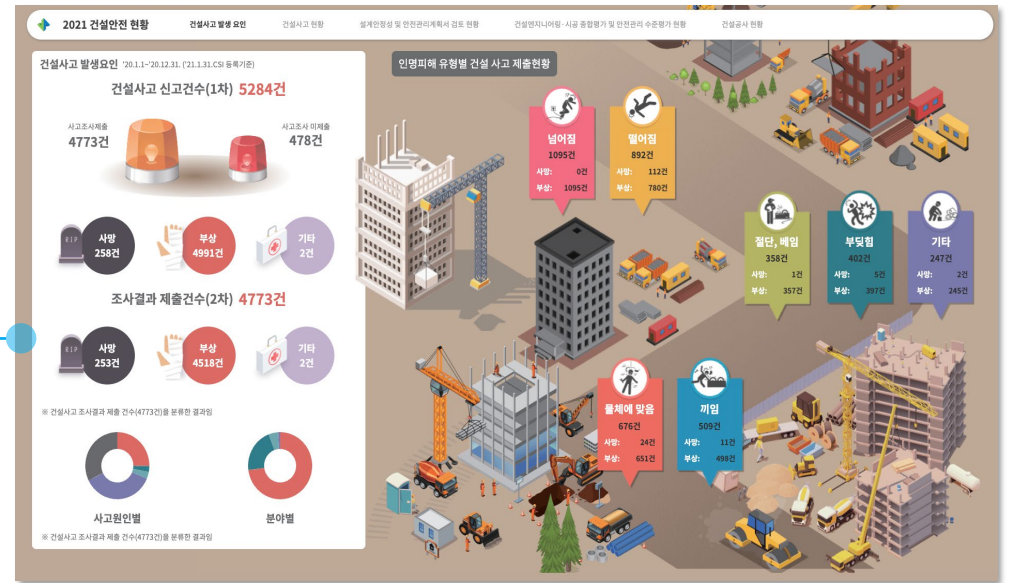 2021 건설안전 현황
건설사고 발생 요인
건설사고 현황
설계안정성 및 안전관리계획서 검토 현황
건설엔지니어링·시공 종합평가 및 안전관리 수준평가 현황
건설공사 현황
건설사고 발생요인 '20.1.1~'20.12.31. ('21.1.31.CSI 등록기준)
건설사고 신고건수(1차) 5284건
사고조사제출
4773건
사고조사 미제출
478건
RIP
사망
258건
부상
4991건
기타
2건
조사결과 제출건수(2차) 4773건
RIP
사망
253건
부상
4518건
기타
2건
※ 건설사고 조사결과 제출 건수(4773건)을 분류한 결과임
사고원인별
분야별
※ 건설사고 조사결과 제출 건수(4773건)을 분류한 결과임
인명피해 유형별 건설 사고 제출현황
넘어짐
1095건
사망: 0건
부상: 1095건
떨어짐
892건
사망: 112건
부상: 780건
절단, 베임
358건
사망: 1건
부상: 357건
부딪힘
402건
사망: 5건
부상: 397건
기타
247건
사망: 2건
부상: 245건
물체에 맞음
676건
사망: 24건
부상: 651건
끼임
509건
사망: 11건
부상: 498건